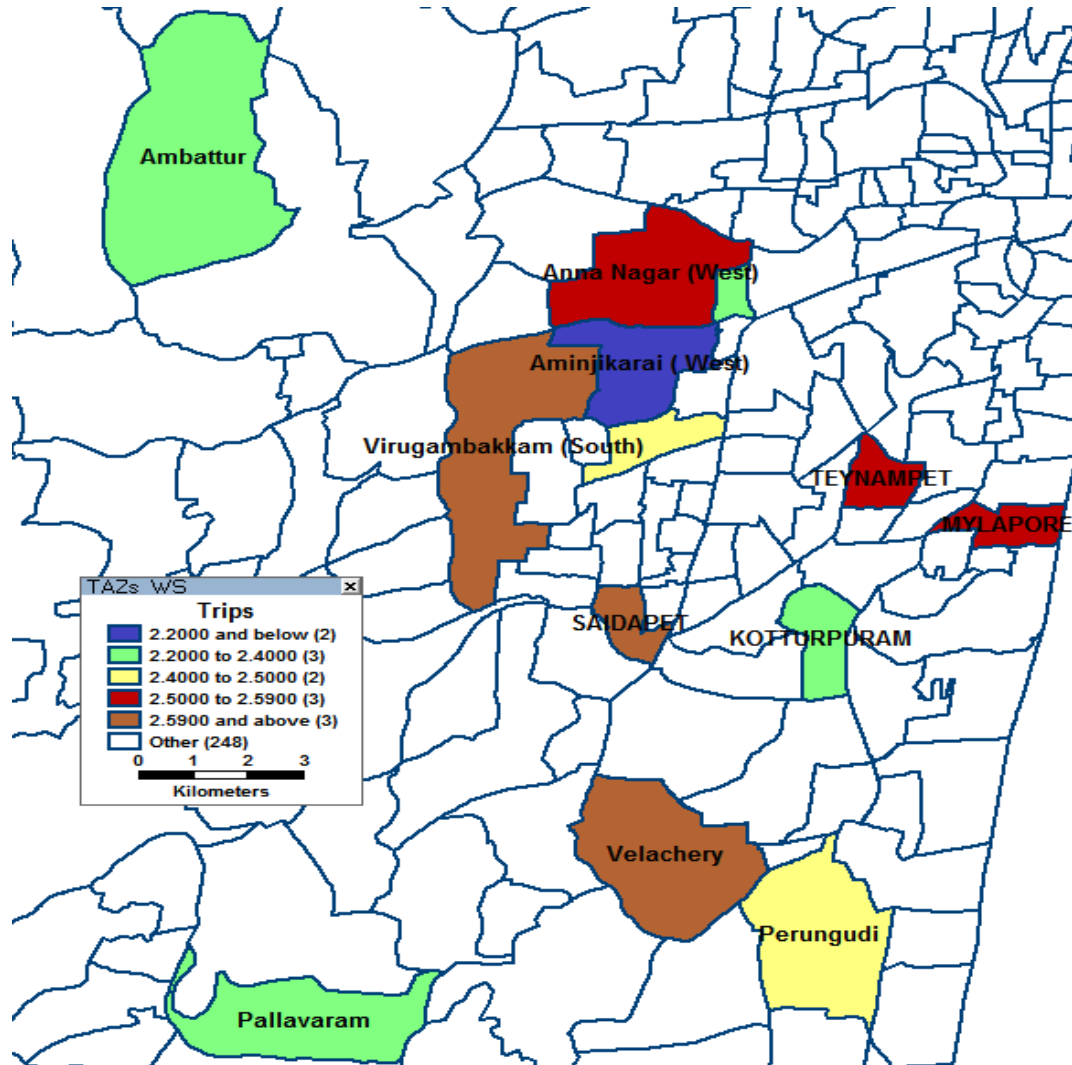 Ambattur
Anna Nagar (West)
Aminjikarai ( West)
Virugambakkam (South)
TEYNAMPET
MYLAPORE
TAZs WS
Trips
2.2000 and below (2)
2.2000 to 2.4000 (3)
2.4000 to 2.5000 (2)
2.5000 to 2.5900 (3)
2.5900 and above (3)
Other (248)
0 1 2 3
Kilometers
SAIDAPET
KOTTURPURAM
Velachery
Perungudi
Pallavaram